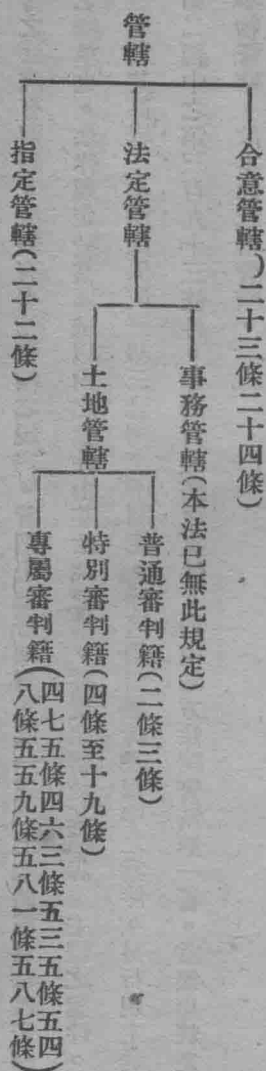 管轄
合意管轄)二十三條二十四條)
法定管轄
事務管轄(本法已無此規定)
土地管轄
普通審判籍(二條三條)
特別審判籍(四條至十九條)
專屬審判籍(四七五條四六三條五三五條五四
八條五五九條五八一條五八七條)
指定管轄(二十二條)